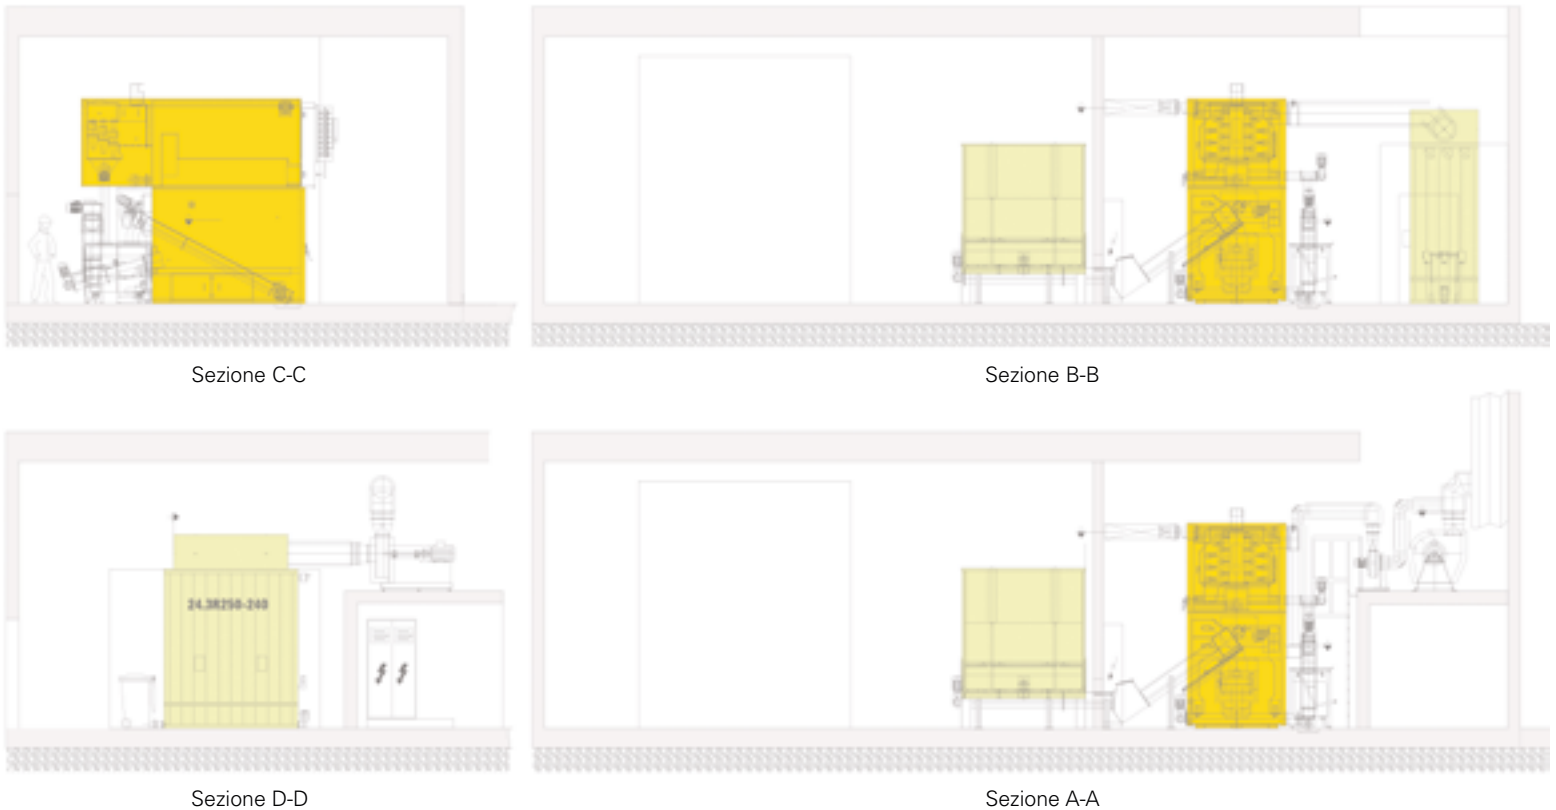 Sezione C-C
Sezione B-B
24.3R250-240
Sezione D-D
Sezione A-A